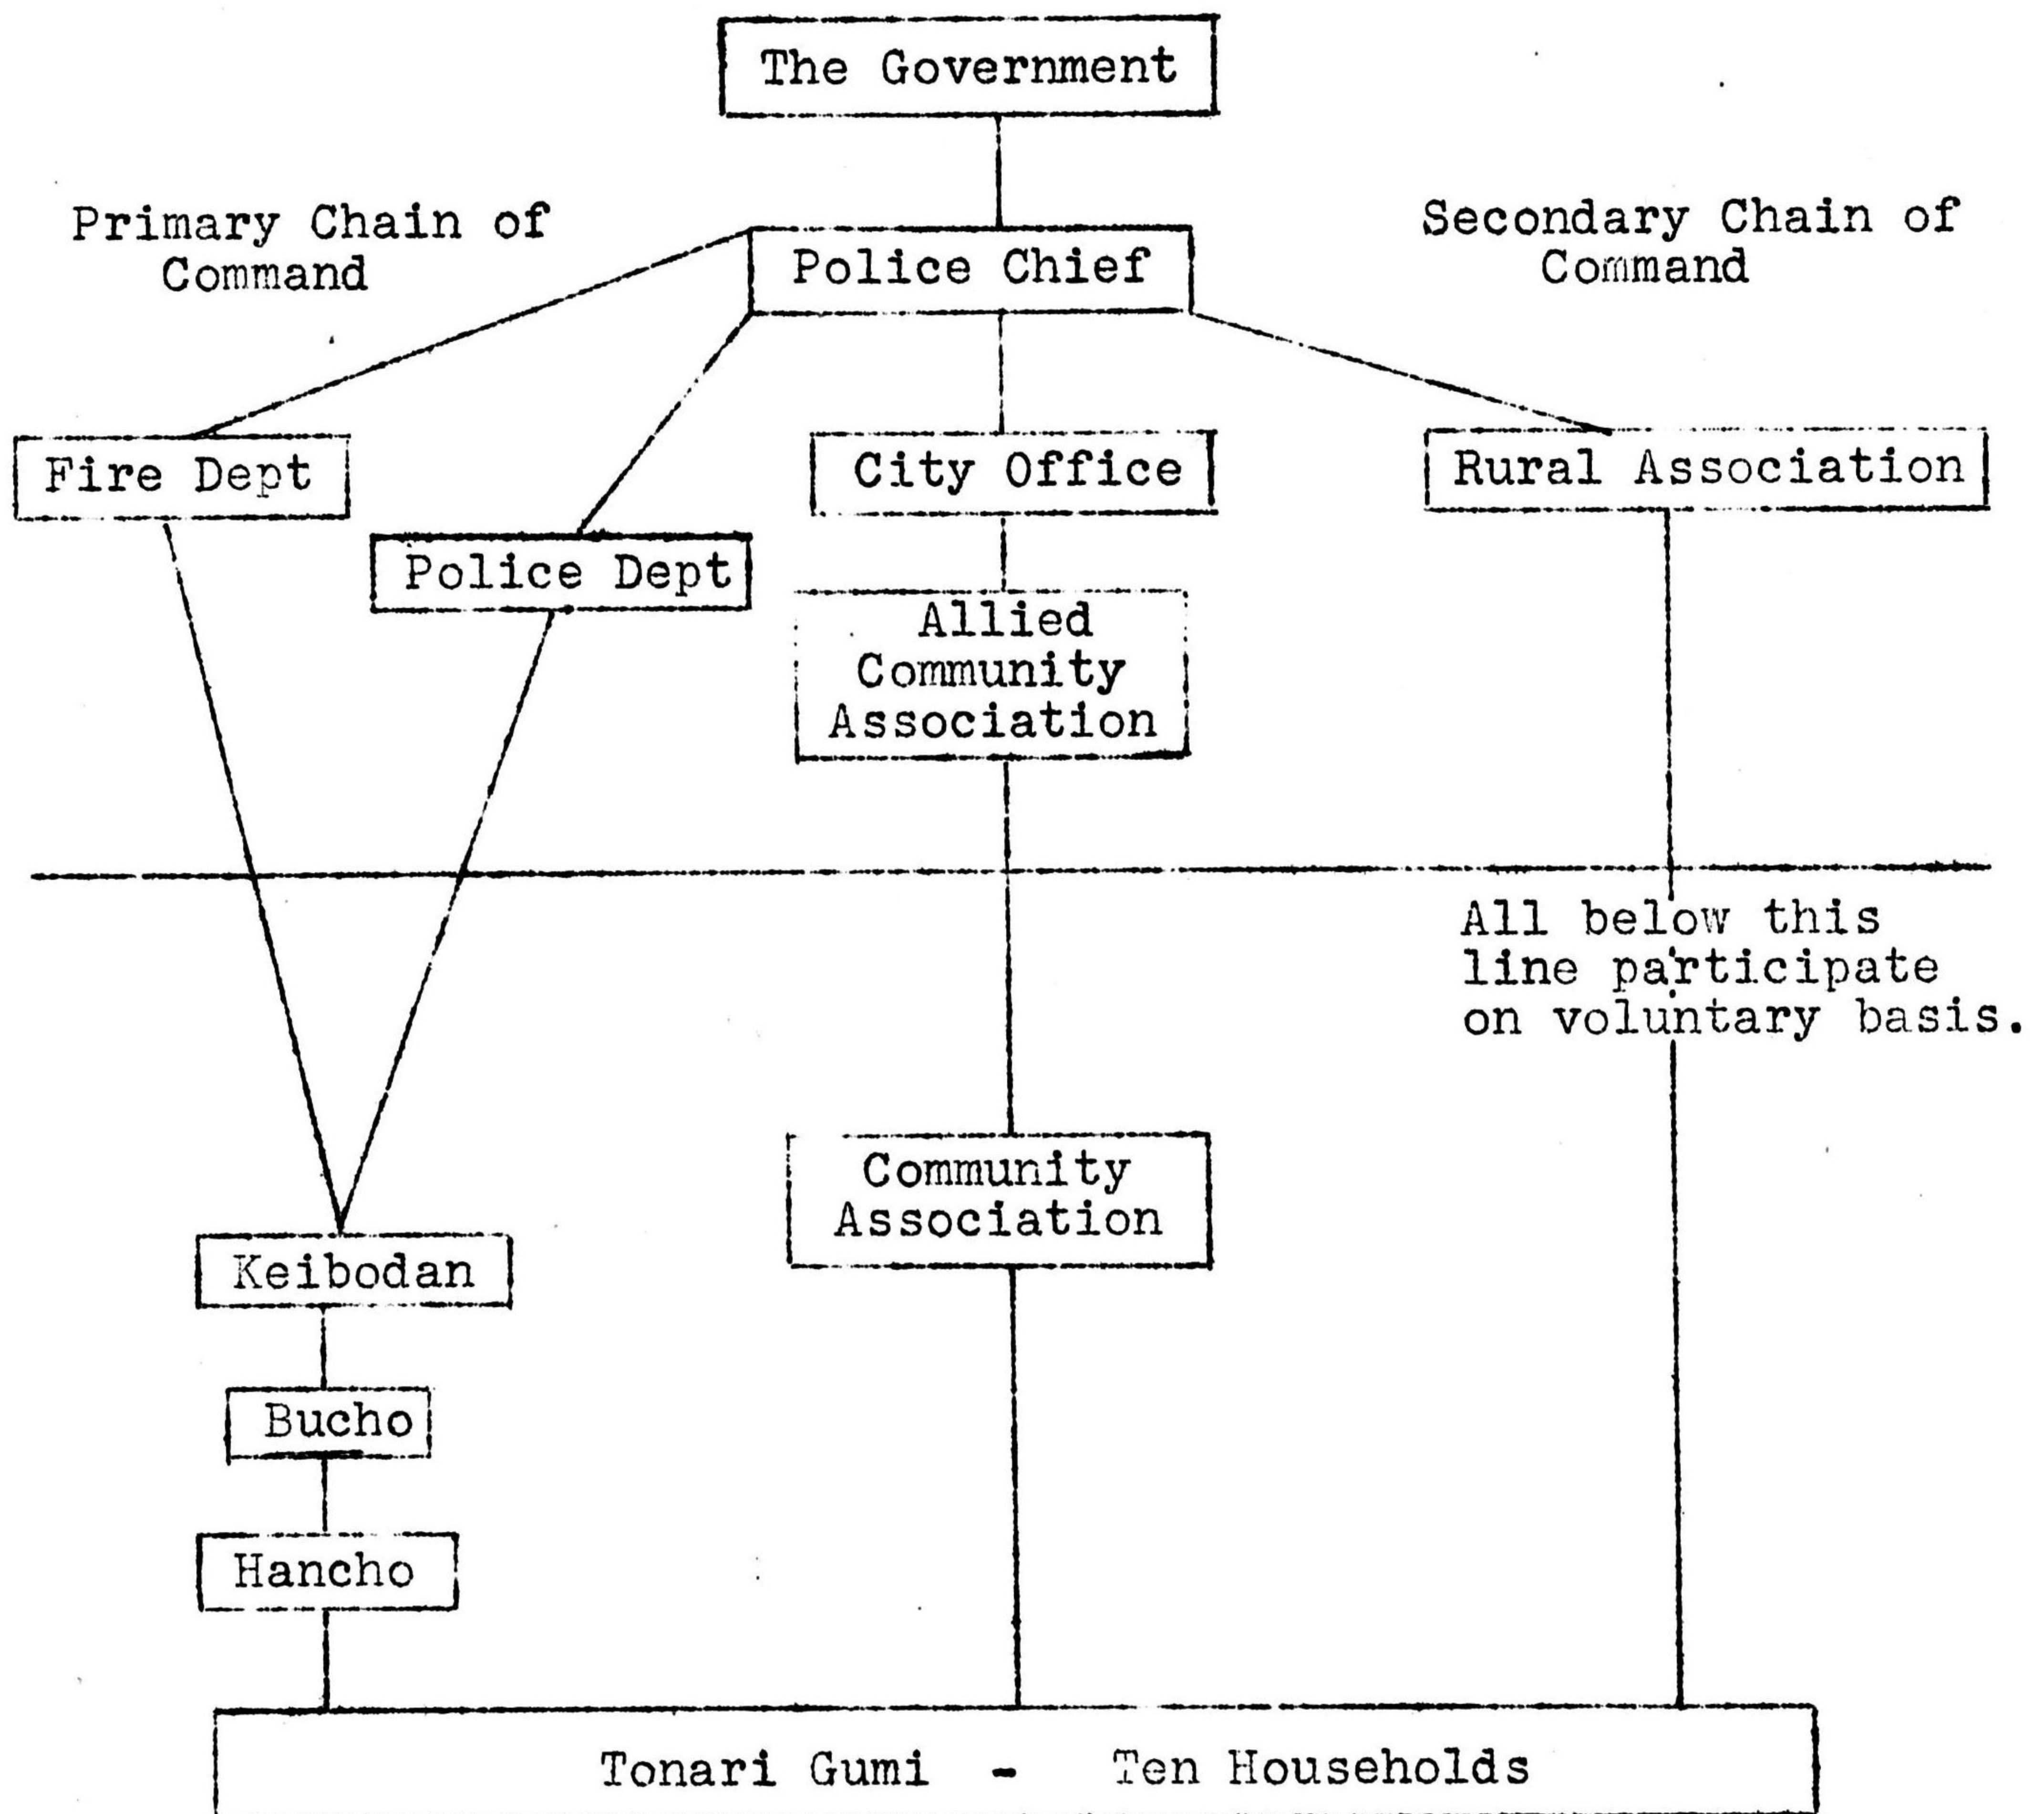 The Government
Primary Chain of
Command
Secondary Chain of
Command
Police Chief
Fire Dept
City Office
Rural Association
Police Dept
Allied
Community
Association
All below this
line participate
on voluntary basis.
Community
Association
Keibodan
Bucho
Hancho
Tonari Gumi - Ten Households